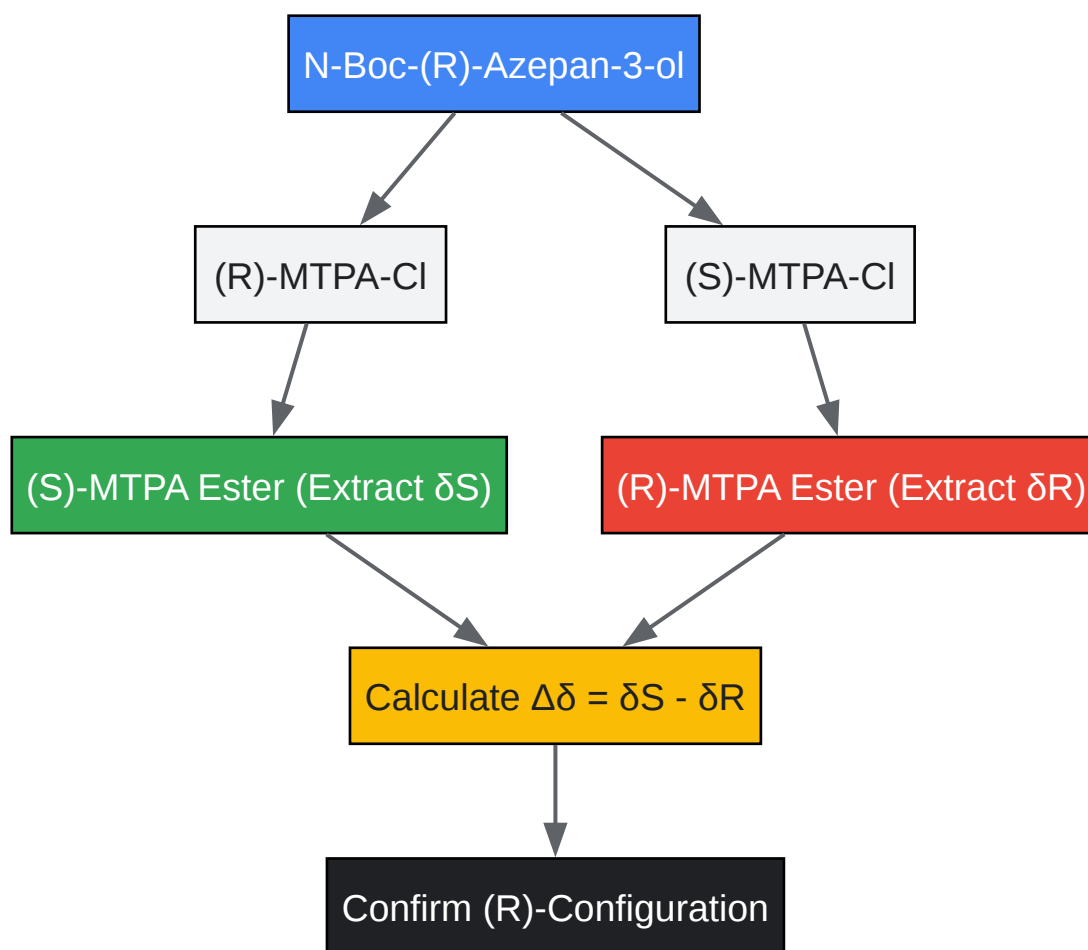 N-Boc-(R)-Azepan-3-ol
(R)-MTPA-Cl
(S)-MTPA-Cl
(S)-MTPA Ester (Extract δS)
(R)-MTPA Ester (Extract δR)
Calculate Δδ = δS - δR
Confirm (R)-Configuration